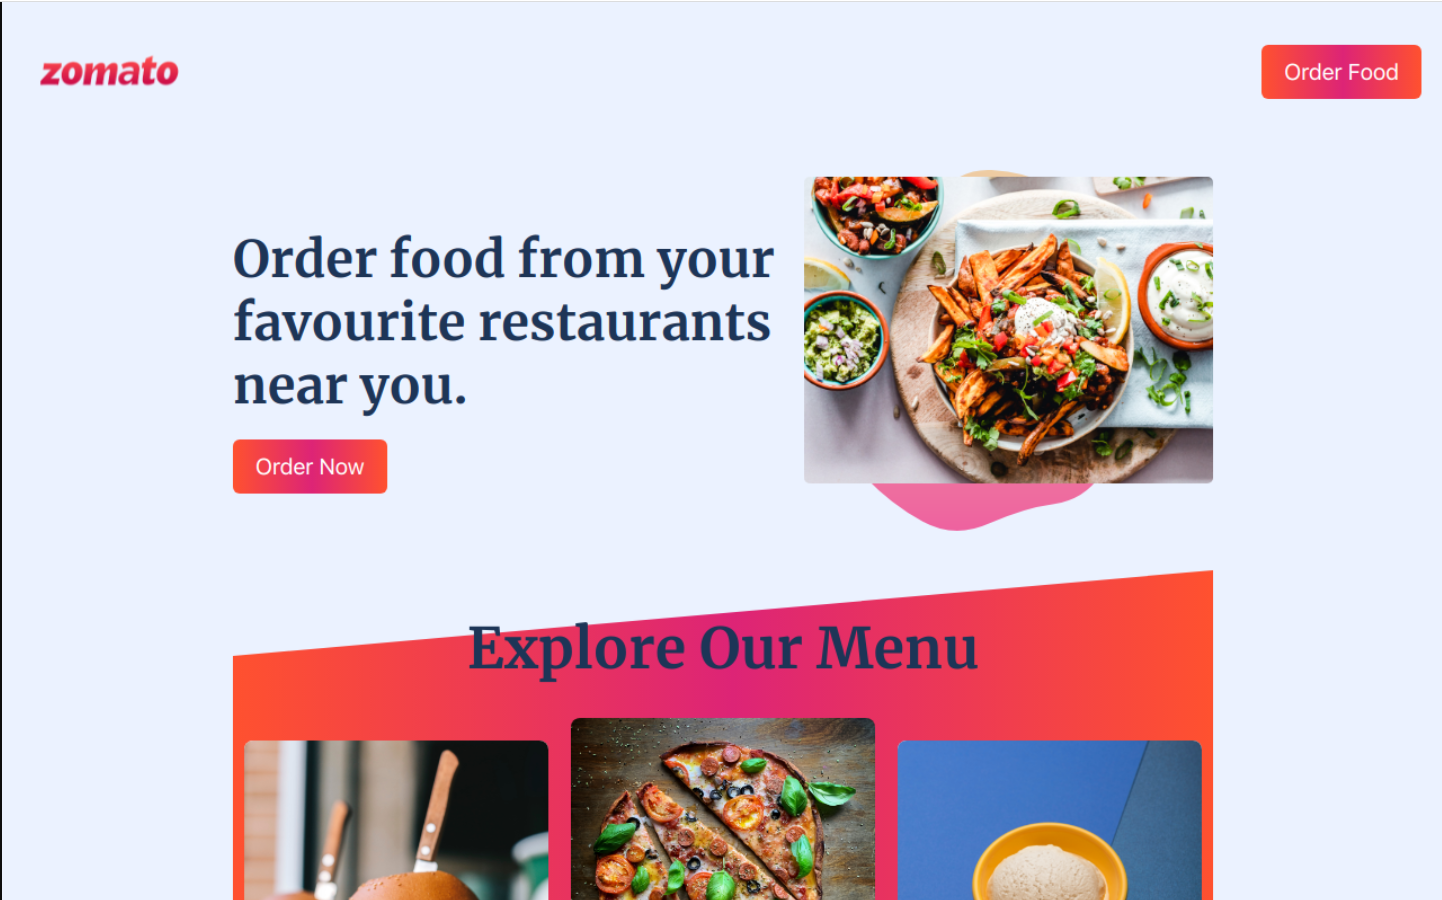 zomato
Order Food
Order food from your
favourite restaurants
near you.
Order Now
Explore Our Menu